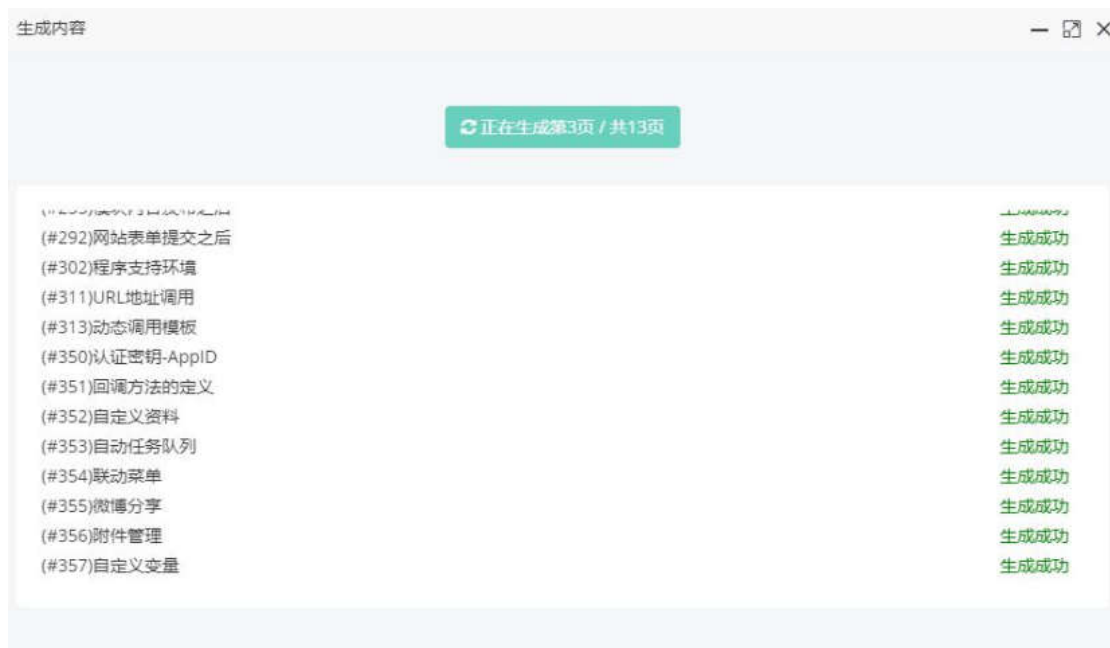 生成内容
正在生成第3页 / 共13页
(#292)网站表单提交之后 生成成功
(#302)程序支持环境 生成成功
(#311)URL地址调用 生成成功
(#313)动态调用模板 生成成功
(#350)认证密钥-AppID 生成成功
(#351)回调方法的定义 生成成功
(#352)自定义资料 生成成功
(#353)自动任务队列 生成成功
(#354)联动菜单 生成成功
(#355)微博分享 生成成功
(#356)附件管理 生成成功
(#357)自定义变量 生成成功